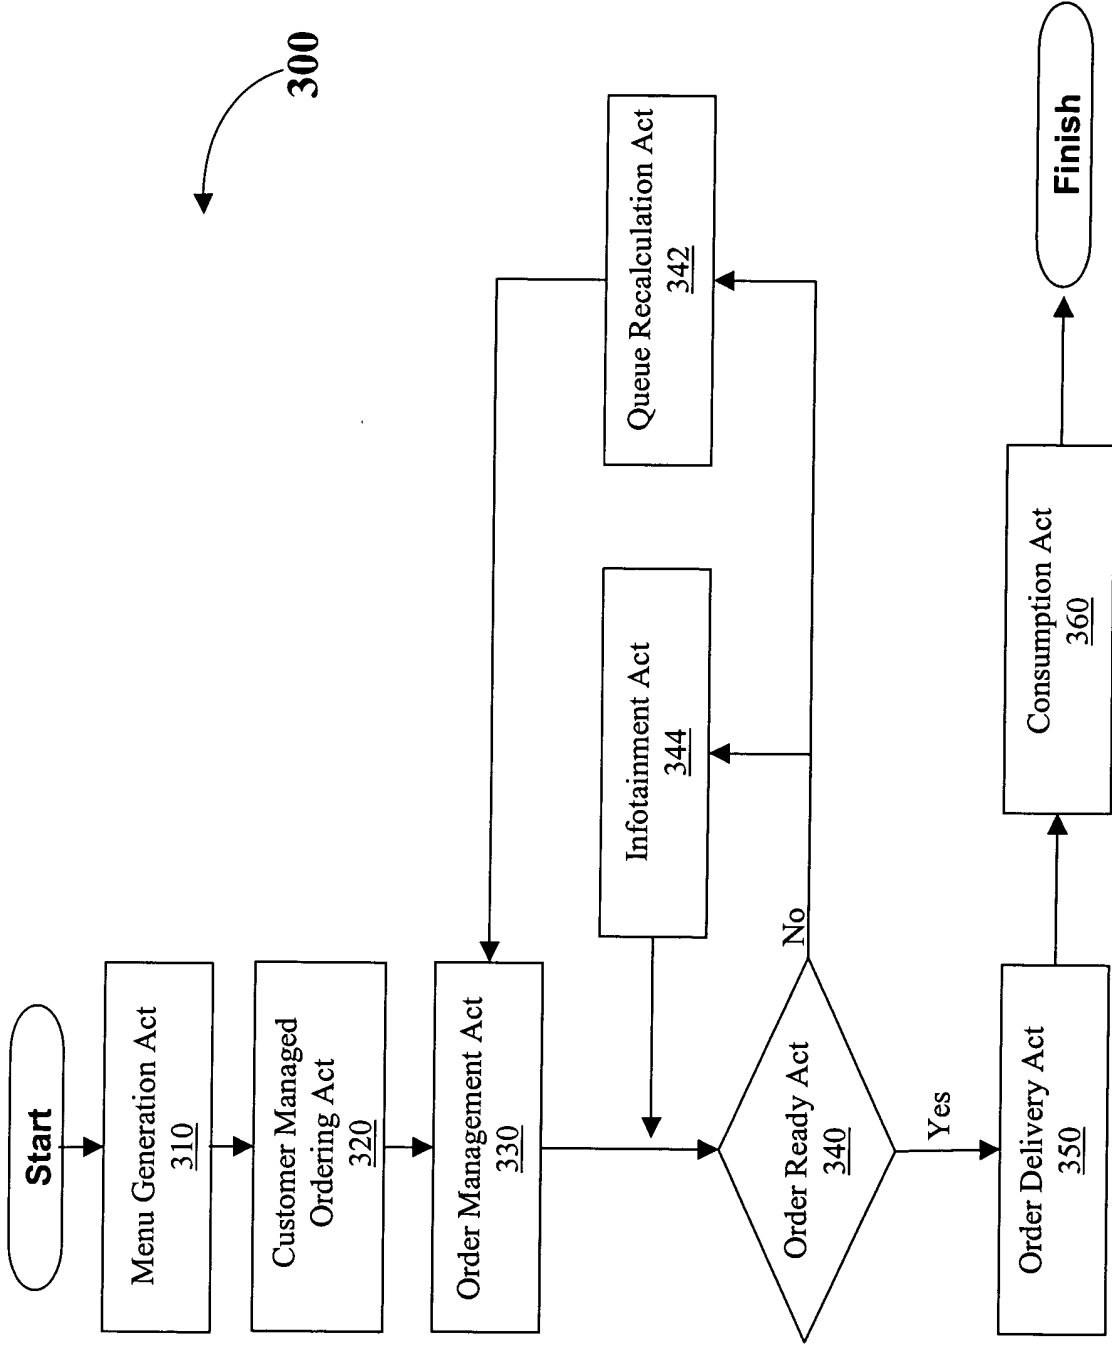 300
Start
Menu Generation Act
310
Customer Managed
Ordering Act
320
Order Management Act
330
Order Ready Act
340
No
Infotainment Act
344
Queue Recalculation Act
342
Yes
Order Delivery Act
350
Consumption Act
360
Finish